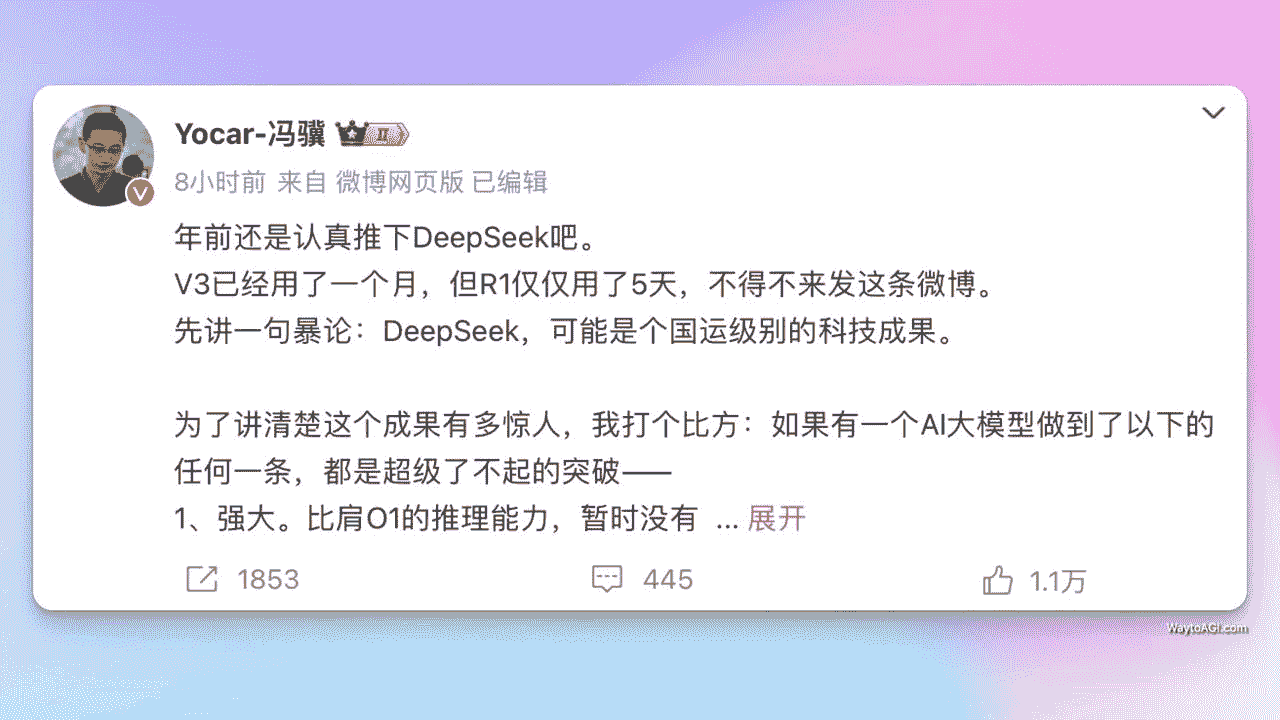 Yocar-冯骥
II
8小时前 来自 微博网页版 已编辑
年前还是认真推下DeepSeek吧。
V3已经用了一个月，但R1仅仅用了5天，不得不来发这条微博。
先讲一句暴论：DeepSeek，可能是个国运级别的科技成果。
为了讲清楚这个成果有多惊人，我打个比方：如果有一个AI大模型做到了以下的
任何一条，都是超级了不起的突破——
1、强大。比肩O1的推理能力，暂时没有 ... 展开
1853
445
1.1万
WaytoAGI.com